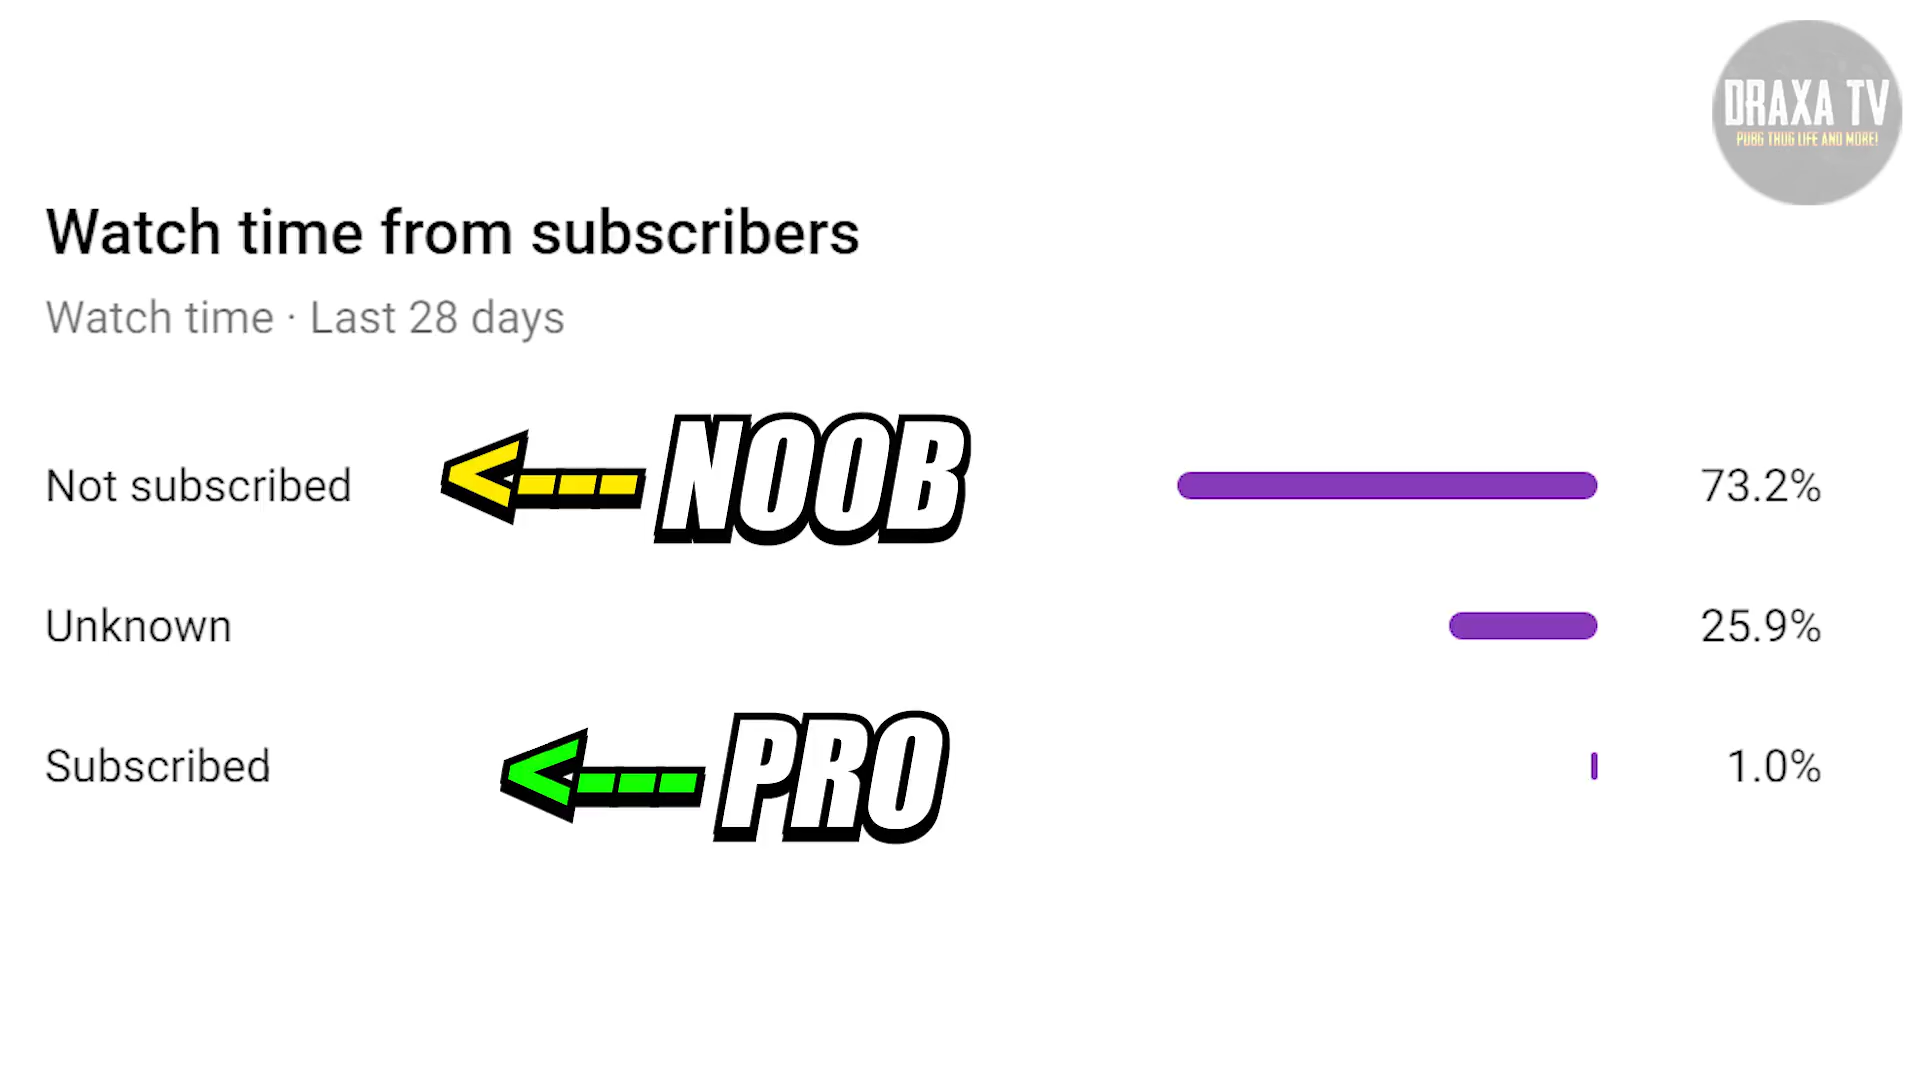 DRAXA TV
PUBG THUG LIFE AND MORE!
Watch time from subscribers
Watch time · Last 28 days
Not subscribed NOOB 73.2%
Unknown 25.9%
Subscribed PRO 1.0%